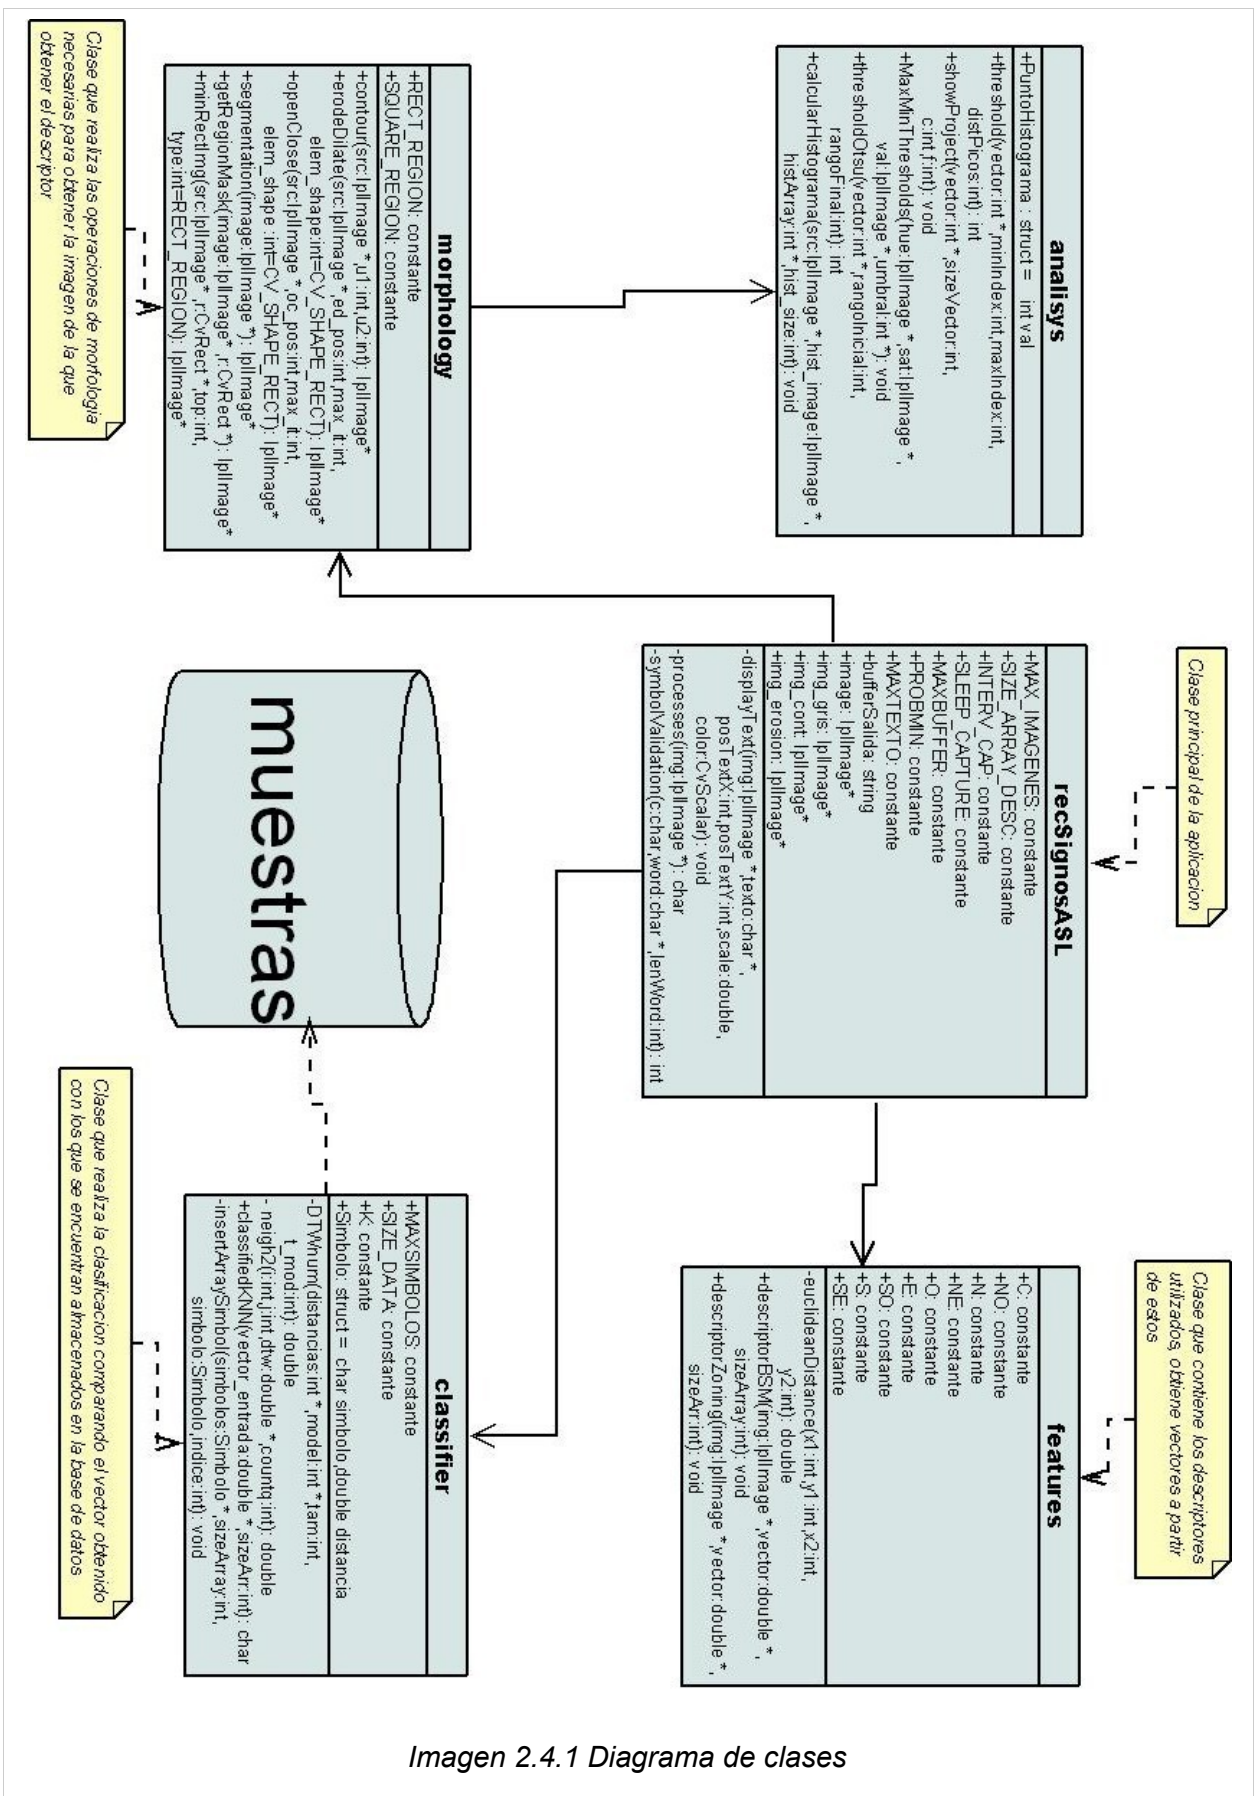 analisys
+PuntoHistograma : struct = int val
+threshold(vector:int *,minIndex:int,maxIndex:int,
distPicos:int): int
+showProject(vector:int *,sizeVector:int,
c:int,f:int): void
+MaxMinThresholds(hue:IplImage *,sat:IplImage *,
val:IplImage *,umbral:int *): void
+thresholdOtsu(vector:int *,rangoInicial:int,
rangoFinal:int): int
+calcularHistograma(src:IplImage *,hist_image:IplImage *,
histArray:int *,hist_size:int): void
morphology
+RECT_REGION: constante
+SQUARE_REGION: constante
+contour(src:IplImage *,u1:int,u2:int): IplImage*
+erodeDilate(src:IplImage *,ed_pos:int,max_it:int,
elem_shape:int=CV_SHAPE_RECT): IplImage*
+openClose(src:IplImage *,oc_pos:int,max_it:int,
elem_shape :int=CV_SHAPE_RECT): IplImage*
+segmentation(image:IplImage *): IplImage*
+getRegionMask(image:IplImage*,r:CvRect *): IplImage*
+minRectImg(src:IplImage*,r:CvRect *,top:int,
type:int=RECT_REGION): IplImage*
Clase que realiza las operaciones de morfologia
necesarias para obtener la imagen de la que
obtener el descriptor
Clase principal de la aplicacion
recSignosASL
+MAX_IMAGENES: constante
+SIZE_ARRAY_DESC: constante
+INTERV_CAP: constante
+SLEEP_CAPTURE: constante
+MAXBUFFER: constante
+PROBMIN: constante
+MAXTEXTO: constante
+bufferSalida: string
+image: IplImage*
+img_gris: IplImage*
+img_cont: IplImage*
+img_erosion: IplImage*
-displayText(img:IplImage *,texto:char *,
posTextX:int,posTextY:int,scale:double,
color:CvScalar): void
-processes(img:IplImage *): char
-symbolValidation(c:char,word:char *,lenWord:int): int
muestras
Clase que contiene los descriptores
utilizados, obtiene vectores a partir
de estos
features
+C: constante
+NO: constante
+N: constante
+NE: constante
+O: constante
+E: constante
+SO: constante
+S: constante
+SE: constante
-euclideanDistance(x1:int,y1:int,x2:int,
y2:int): double
+descriptorBSM(img:IplImage *,vector:double *,
sizeArray:int): void
+descriptorZoning(img:IplImage *,vector:double *,
sizeArr:int): void
classifier
+MAXSIMBOLOS: constante
+SIZE_DATA: constante
+K: constante
+Simbolo: struct = char simbolo,double distancia
-DTWnum(distancias:int *,model:int *,tam:int,
t_mod:int): double
- neigh2(i:int,j:int,dtw:double *,countq:int): double
+classifiedKNN(vector_entrada:double *,sizeArr:int): char
-insertArraySimbol(simbolos:Simbolo *,sizeArray:int,
simbolo:Simbolo,indice:int): void
Clase que realiza la clasificacion comparando el vector obtenido
con los que se encuentran almacenados en la base de datos
Imagen 2.4.1 Diagrama de clases